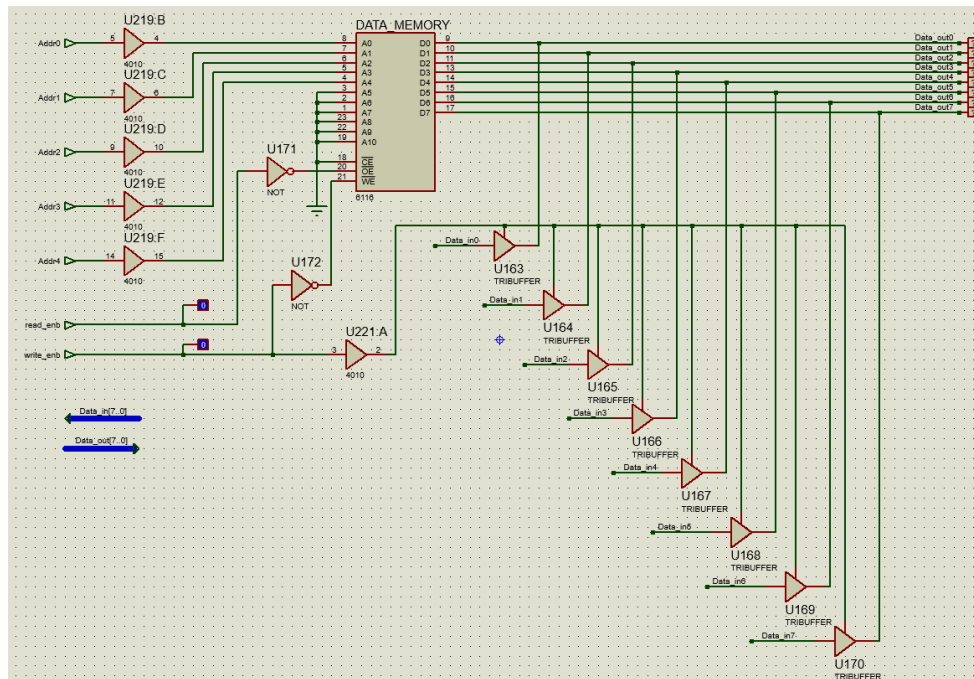 U219:B
DATA_MEMORY
Addr0 5 4 8 A0 D0 9 Data_out0
7 A1 D1 10 Data_out1
4010 6 A2 D2 11 Data_out2
U219:C 5 A3 D3 13 Data_out3
4 A4 D4 14 Data_out4
Addr1 7 6 3 A5 D5 15 Data_out5
2 A6 D6 16 Data_out6
4010 1 A7 D7 17 Data_out7
23 A8
U219:D 22 A9
19 A10
Addr2 9 10
U171 18 CE
4010 20 OE
21 WE
U219:E NOT 6116
Addr3 11 12
4010
U219:F
Data_in0
Addr4 14 15 U163
U172 TRIBUFFER
4010
NOT Data_in1
read_enb 0
U164
U221:A TRIBUFFER
write_enb 0 3 2
Data_in2
4010 U165
TRIBUFFER
Data_in[7..0] Data_in3
U166
Data_out[7..0] TRIBUFFER
Data_in4
U167
TRIBUFFER
Data_in5
U168
TRIBUFFER
Data_in6
U169
TRIBUFFER
Data_in7
U170
TRIBUFFER